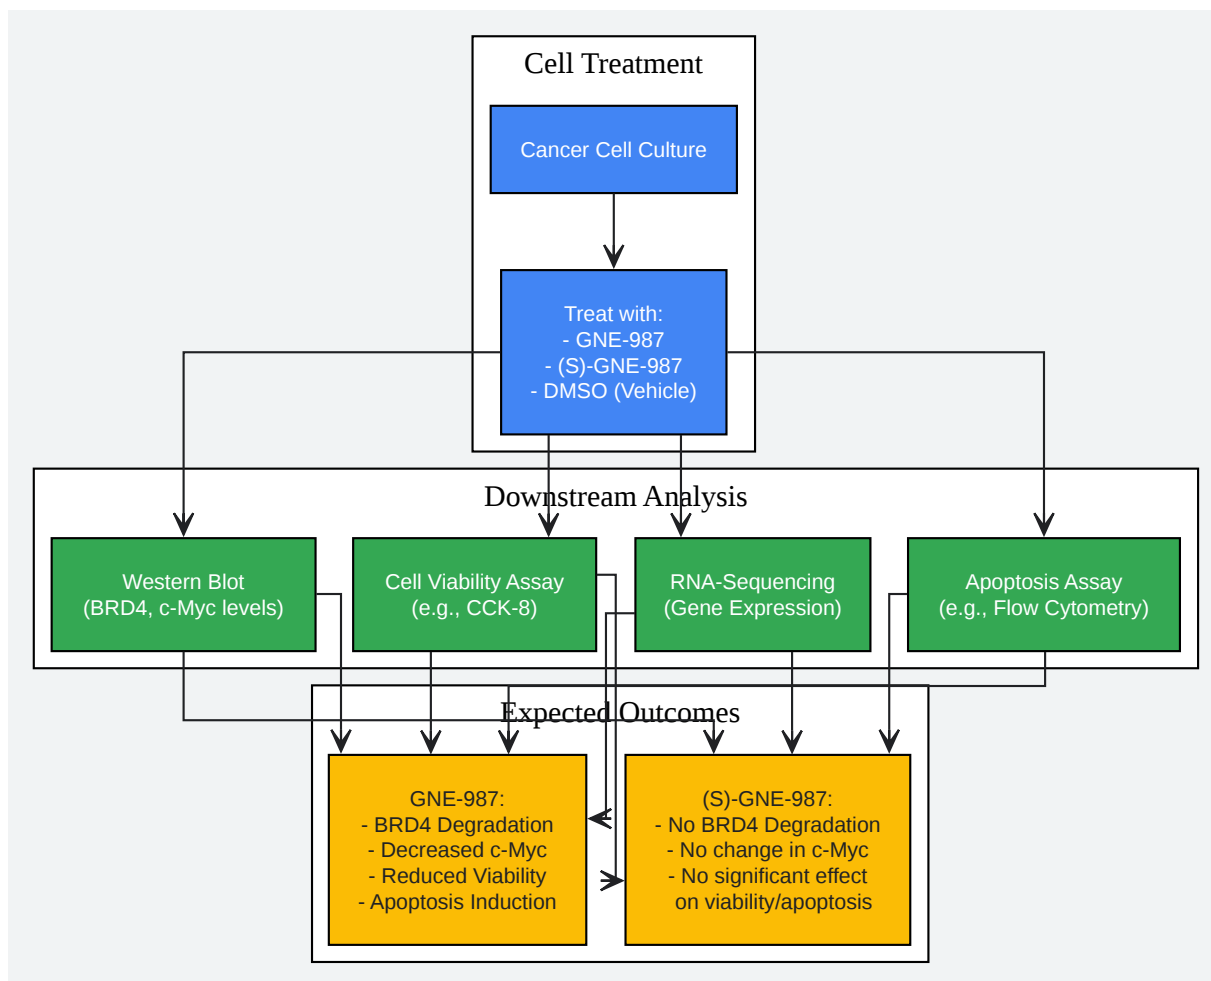 Cell Treatment
Cancer Cell Culture
Treat with:
- GNE-987
- (S)-GNE-987
- DMSO (Vehicle)
Downstream Analysis
Western Blot
(BRD4, c-Myc levels)
Cell Viability Assay
(e.g., CCK-8)
RNA-Sequencing
(Gene Expression)
Apoptosis Assay
(e.g., Flow Cytometry)
Expected Outcomes
GNE-987:
- BRD4 Degradation
- Decreased c-Myc
- Reduced Viability
- Apoptosis Induction
(S)-GNE-987:
- No BRD4 Degradation
- No change in c-Myc
- No significant effect
on viability/apoptosis